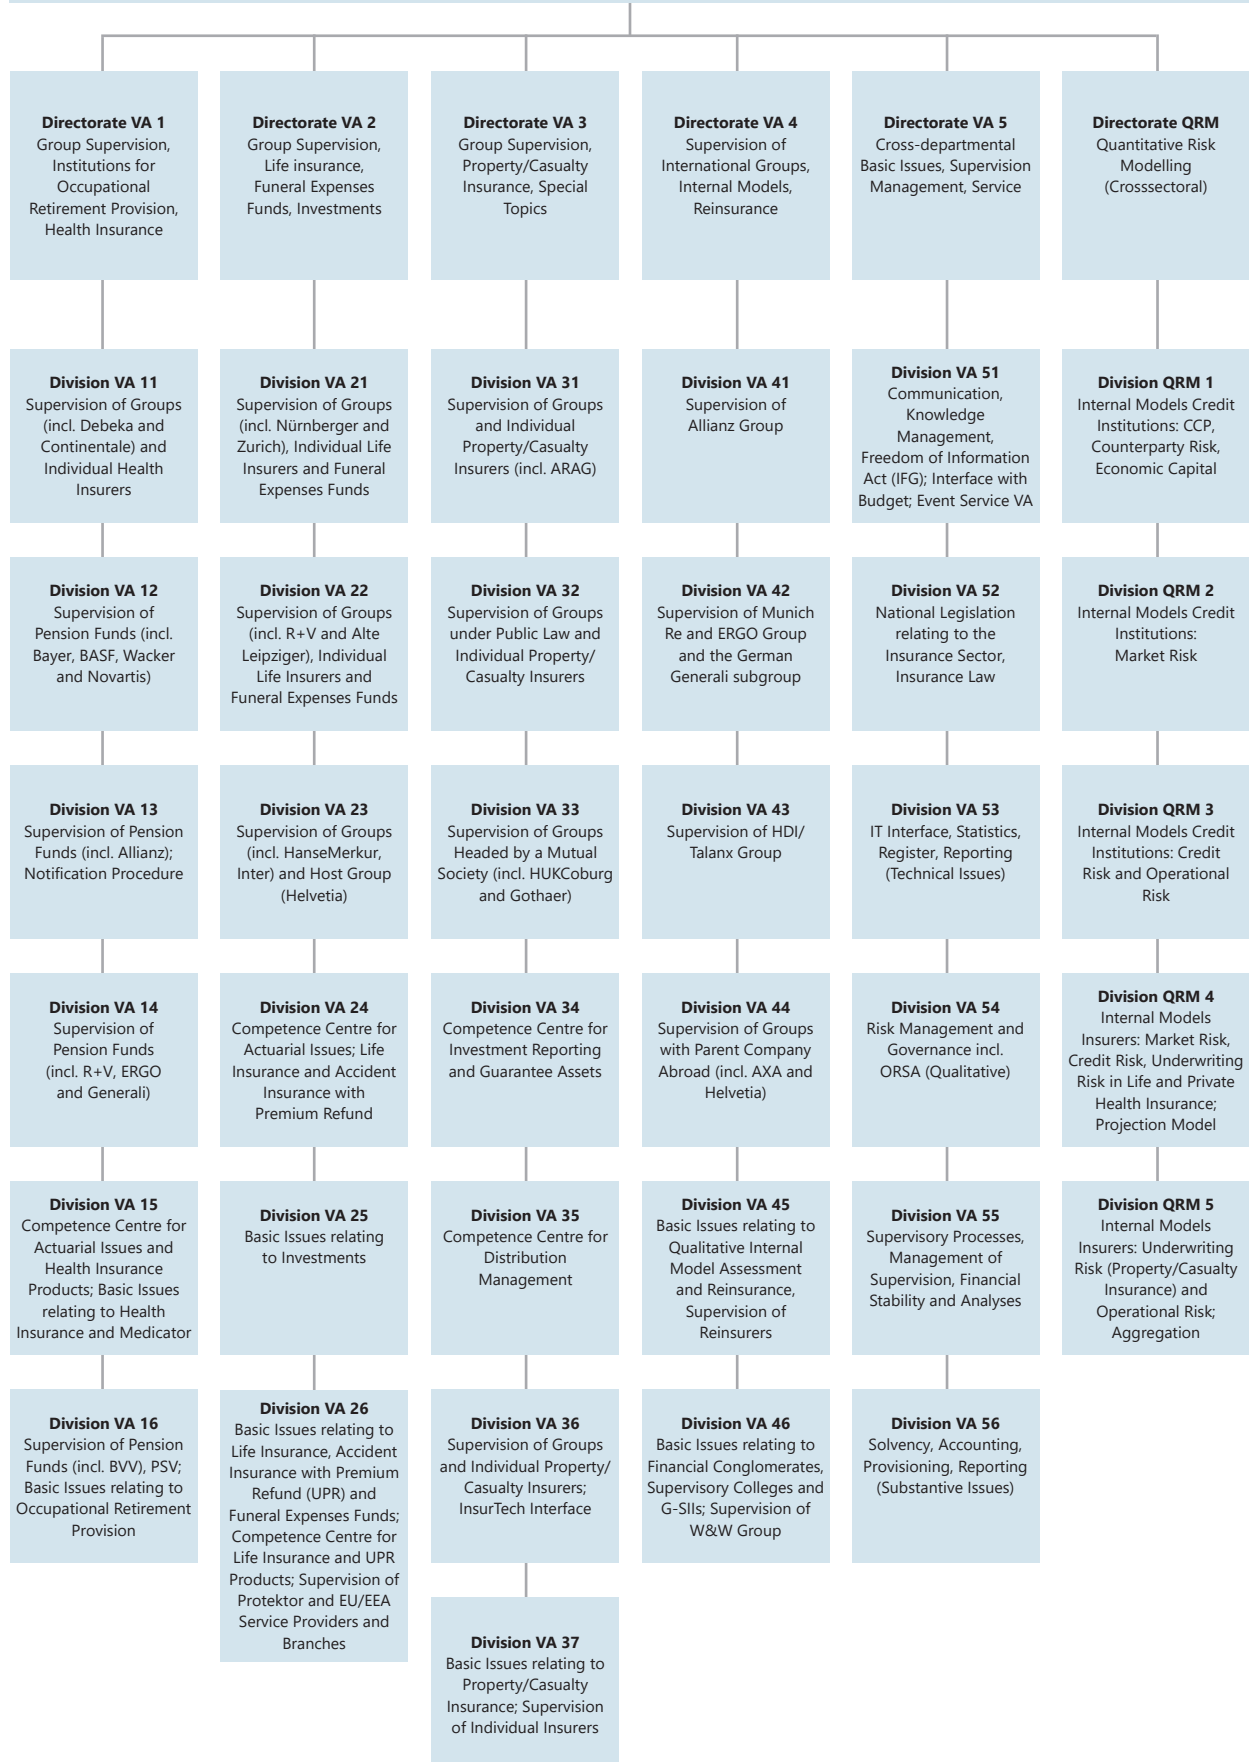 Directorate VA 1
Group Supervision,
Institutions for
Occupational
Retirement Provision,
Health Insurance
Directorate VA 2
Group Supervision,
Life insurance,
Funeral Expenses
Funds, Investments
Directorate VA 3
Group Supervision,
Property/Casualty
Insurance, Special
Topics
Directorate VA 4
Supervision of
International Groups,
Internal Models,
Reinsurance
Directorate VA 5
Cross-departmental
Basic Issues, Supervision
Management, Service
Directorate QRM
Quantitative Risk
Modelling
(Crosssectoral)
Division VA 11
Supervision of Groups
(incl. Debeka and
Continentale) and
Individual Health
Insurers
Division VA 21
Supervision of Groups
(incl. Nürnberger and
Zurich), Individual Life
Insurers and Funeral
Expenses Funds
Division VA 31
Supervision of Groups
and Individual
Property/Casualty
Insurers (incl. ARAG)
Division VA 41
Supervision of
Allianz Group
Division VA 51
Communication,
Knowledge
Management,
Freedom of Information
Act (IFG); Interface with
Budget; Event Service VA
Division QRM 1
Internal Models Credit
Institutions: CCP,
Counterparty Risk,
Economic Capital
Division VA 12
Supervision of
Pension Funds (incl.
Bayer, BASF, Wacker
and Novartis)
Division VA 22
Supervision of Groups
(incl. R+V and Alte
Leipziger), Individual
Life Insurers and
Funeral Expenses Funds
Division VA 32
Supervision of Groups
under Public Law and
Individual Property/
Casualty Insurers
Division VA 42
Supervision of Munich
Re and ERGO Group
and the German
Generali subgroup
Division VA 52
National Legislation
relating to the
Insurance Sector,
Insurance Law
Division QRM 2
Internal Models Credit
Institutions:
Market Risk
Division VA 13
Supervision of Pension
Funds (incl. Allianz);
Notification Procedure
Division VA 23
Supervision of Groups
(incl. HanseMerkur,
Inter) and Host Group
(Helvetia)
Division VA 33
Supervision of Groups
Headed by a Mutual
Society (incl. HUKCoburg
and Gothaer)
Division VA 43
Supervision of HDI/
Talanx Group
Division VA 53
IT Interface, Statistics,
Register, Reporting
(Technical Issues)
Division QRM 3
Internal Models Credit
Institutions: Credit
Risk and Operational
Risk
Division VA 14
Supervision of
Pension Funds
(incl. R+V, ERGO
and Generali)
Division VA 24
Competence Centre for
Actuarial Issues; Life
Insurance and Accident
Insurance with
Premium Refund
Division VA 34
Competence Centre for
Investment Reporting
and Guarantee Assets
Division VA 44
Supervision of Groups
with Parent Company
Abroad (incl. AXA and
Helvetia)
Division VA 54
Risk Management and
Governance incl.
ORSA (Qualitative)
Division QRM 4
Internal Models
Insurers: Market Risk,
Credit Risk, Underwriting
Risk in Life and Private
Health Insurance;
Projection Model
Division VA 15
Competence Centre for
Actuarial Issues and
Health Insurance
Products; Basic Issues
relating to Health
Insurance and Medicator
Division VA 25
Basic Issues relating
to Investments
Division VA 35
Competence Centre for
Distribution
Management
Division VA 45
Basic Issues relating to
Qualitative Internal
Model Assessment
and Reinsurance,
Supervision of
Reinsurers
Division VA 55
Supervisory Processes,
Management of
Supervision, Financial
Stability and Analyses
Division QRM 5
Internal Models
Insurers: Underwriting
Risk (Property/Casualty
Insurance) and
Operational Risk;
Aggregation
Division VA 16
Supervision of Pension
Funds (incl. BVV), PSV;
Basic Issues relating to
Occupational Retirement
Provision
Division VA 26
Basic Issues relating to
Life Insurance, Accident
Insurance with Premium
Refund (UPR) and
Funeral Expenses Funds;
Competence Centre for
Life Insurance and UPR
Products; Supervision of
Protektor and EU/EEA
Service Providers and
Branches
Division VA 36
Supervision of Groups
and Individual Property/
Casualty Insurers;
InsurTech Interface
Division VA 46
Basic Issues relating to
Financial Conglomerates,
Supervisory Colleges and
G-SIIs; Supervision of
W&W Group
Division VA 56
Solvency, Accounting,
Provisioning, Reporting
(Substantive Issues)
Division VA 37
Basic Issues relating to
Property/Casualty
Insurance; Supervision
of Individual Insurers